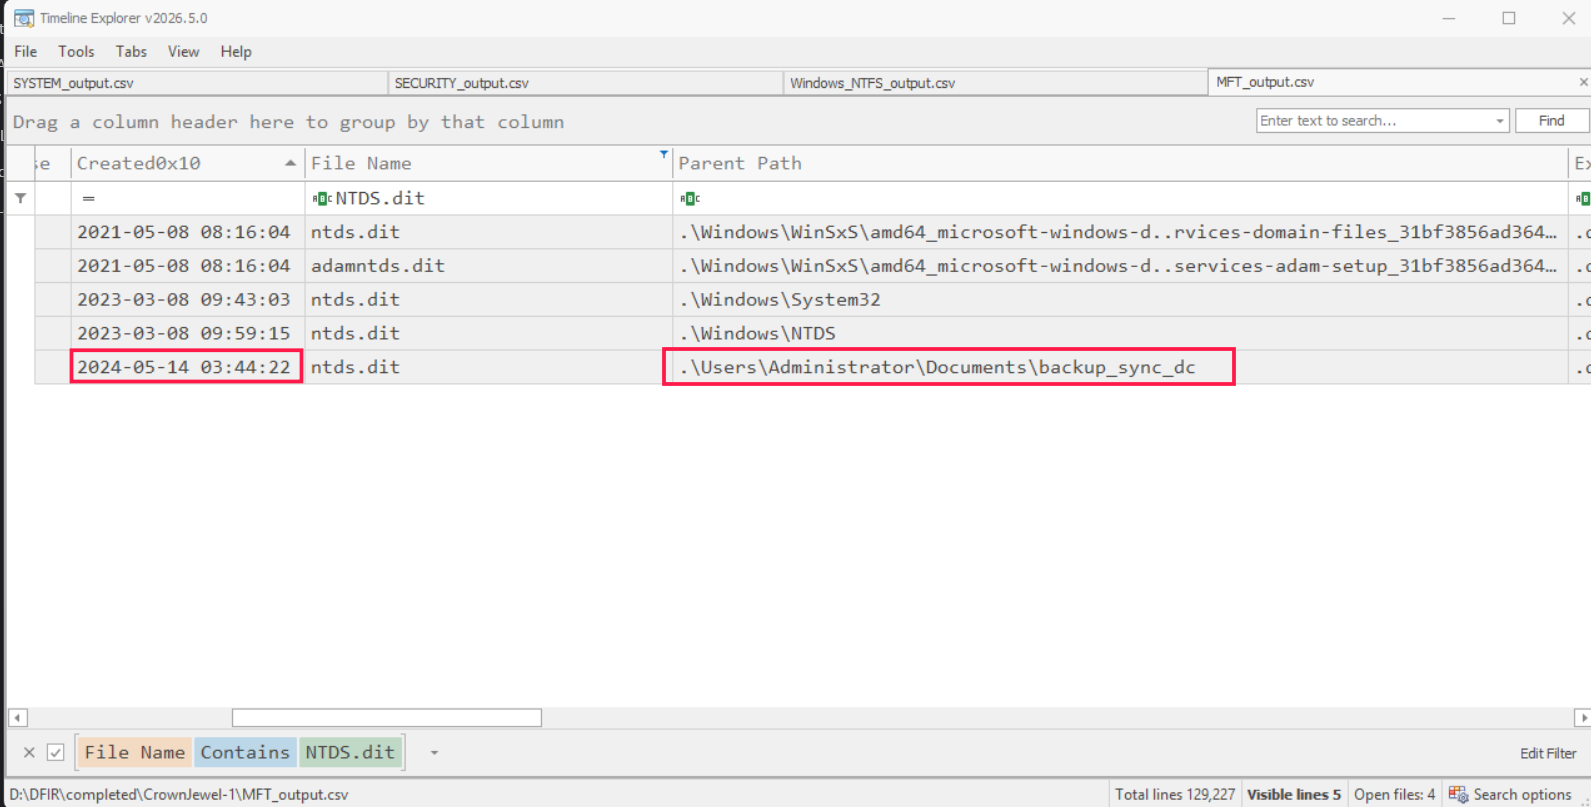 Timeline Explorer v2026.5.0
File Tools Tabs View Help
SYSTEM_output.csv SECURITY_output.csv Windows_NTFS_output.csv MFT_output.csv
Drag a column header here to group by that column Enter text to search... Find
se Created0x10 File Name Parent Path Ex
= NTDS.dit
2021-05-08 08:16:04 ntds.dit .\Windows\WinSxS\amd64_microsoft-windows-d..rvices-domain-files_31bf3856ad364...
2021-05-08 08:16:04 adamntds.dit .\Windows\WinSxS\amd64_microsoft-windows-d..services-adam-setup_31bf3856ad364...
2023-03-08 09:43:03 ntds.dit .\Windows\System32
2023-03-08 09:59:15 ntds.dit .\Windows\NTDS
2024-05-14 03:44:22 ntds.dit .\Users\Administrator\Documents\backup_sync_dc
File Name Contains NTDS.dit Edit Filter
D:\DFIR\completed\CrownJewel-1\MFT_output.csv Total lines 129,227 Visible lines 5 Open files: 4 Search options